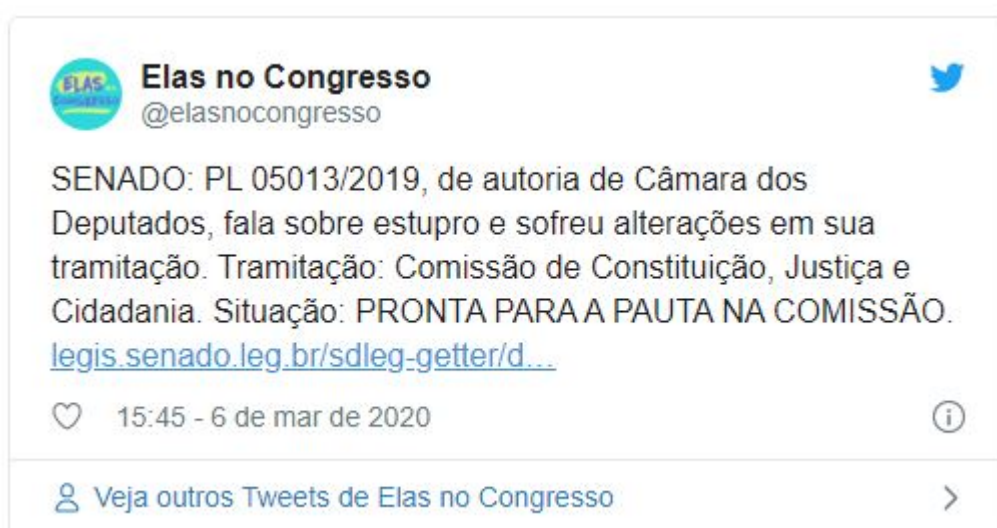 ELAS
CONGRESSO
Elas no Congresso
@elasnocongresso
SENADO: PL 05013/2019, de autoria de Câmara dos
Deputados, fala sobre estupro e sofreu alterações em sua
tramitação. Tramitação: Comissão de Constituição, Justiça e
Cidadania. Situação: PRONTA PARA A PAUTA NA COMISSÃO.
legis.senado.leg.br/sdleg-getter/d…
15:45 - 6 de mar de 2020
Veja outros Tweets de Elas no Congresso